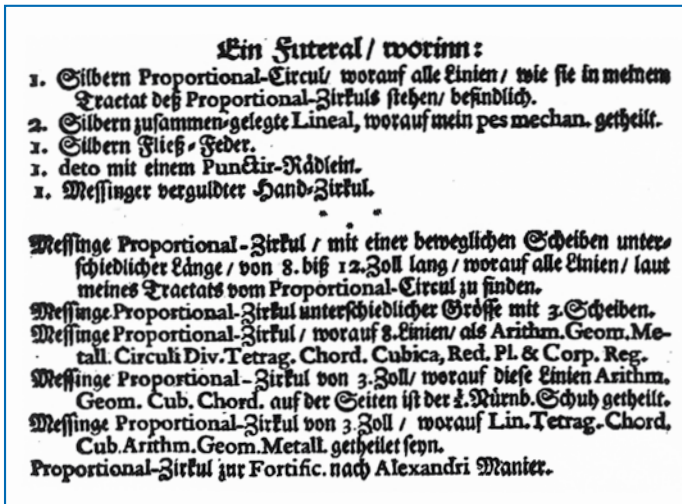 Ein Futeral / worinn:
1. Silbern Proportional-Circul / worauf alle Linien / wie sie in meinem
Tractat deß Proportional-Zirkuls stehen / befindlich.
2. Silbern zusammen-gelegte Lineal, worauf mein pes mechan. getheilt.
1. Silbern Fließ-Feder.
1. deto mit einem Punctir-Rädlein.
1. Messinger verguldter Hand-Zirkul.
* * *
Messinge Proportional-Zirkul / mit einer beweglichen Scheiben unter-
schiedlicher Länge / von 8. biß 12. Zoll lang / worauf alle Linien / laut
meines Tractats vom Proportional-Circul zu finden.
Messinge Proportional-Zirkul unterschiedlicher Grösse mit 3. Scheiben.
Messinge Proportional-Zirkul / worauf 8. Linien / als Arithm. Geom. Me-
tall. Circuli Div. Tetrag. Chord. Cubica, Red. Pl. & Corp. Reg.
Messinge Proportional-Zirkul von 3. Zoll / worauf diese Linien Arithm.
Geom. Cub. Chord. auf der Seiten ist der ½. Nürnb. Schuh getheilt.
Messinge Proportional-Zirkul von 3. Zoll / worauf Lin. Tetrag. Chord.
Cub. Arithm. Geom. Metall. getheilet seyn.
Proportional-Zirkul zur Fortific. nach Alexandri Manier.